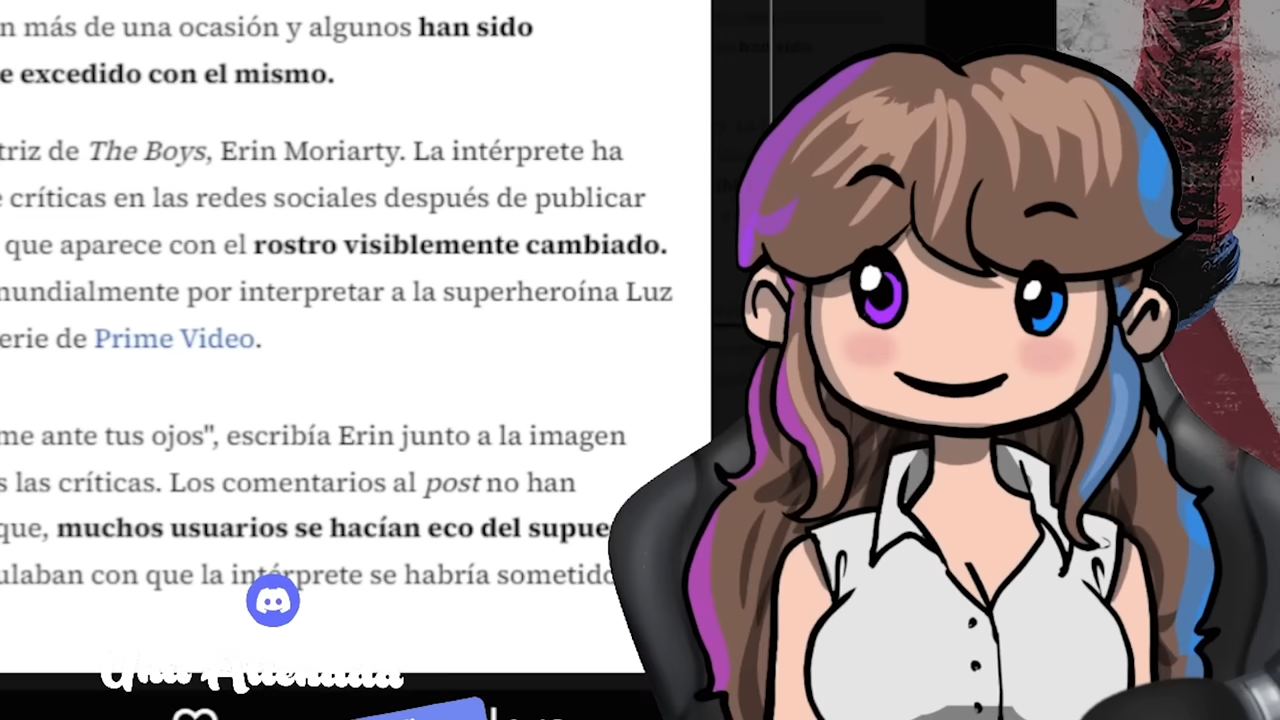 n más de una ocasión y algunos han sido
e excedido con el mismo.
triz de The Boys, Erin Moriarty. La intérprete ha
e críticas en las redes sociales después de publicar
que aparece con el rostro visiblemente cambiado.
mundialmente por interpretar a la superheroína Luz
erie de Prime Video.
me ante tus ojos", escribía Erin junto a la imagen
s las críticas. Los comentarios al post no han
que, muchos usuarios se hacían eco del supue
ulaban con que la intérprete se habría sometido